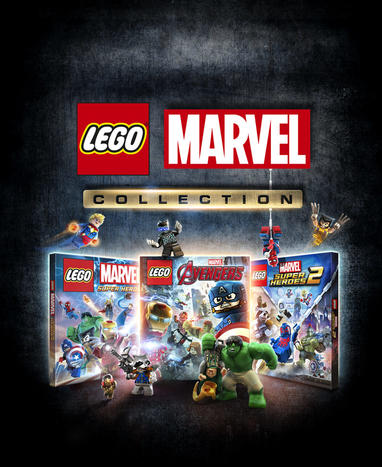 LEGO MARVEL
COLLECTION
LEGO MARVEL
SUPER HEROES
LEGO MARVEL
AVENGERS
LEGO MARVEL
SUPER HEROES 2